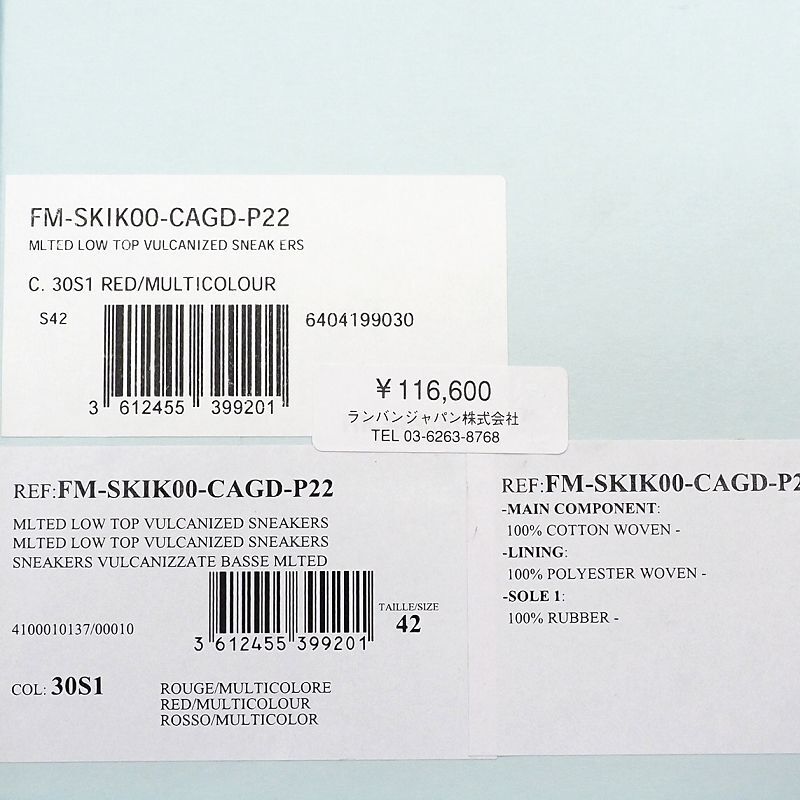 FM-SKIK00-CAGD-P22
MLTED LOW TOP VULCANIZED SNEAK ERS
C. 30S1 RED/MULTICOLOUR
S42
6404199030
3 612455 399201
¥116,600
ランバンジャパン株式会社
TEL 03-6263-8768
REF:FM-SKIK00-CAGD-P22
MLTED LOW TOP VULCANIZED SNEAKERS
MLTED LOW TOP VULCANIZED SNEAKERS
SNEAKERS VULCANIZZATE BASSE MLTED
4100010137/00010
3 612455 399201
TAILLE/SIZE
42
COL: 30S1
ROUGE/MULTICOLORE
RED/MULTICOLOUR
ROSSO/MULTICOLOR
REF:FM-SKIK00-CAGD-P2
-MAIN COMPONENT:
100% COTTON WOVEN -
-LINING:
100% POLYESTER WOVEN -
-SOLE 1:
100% RUBBER -